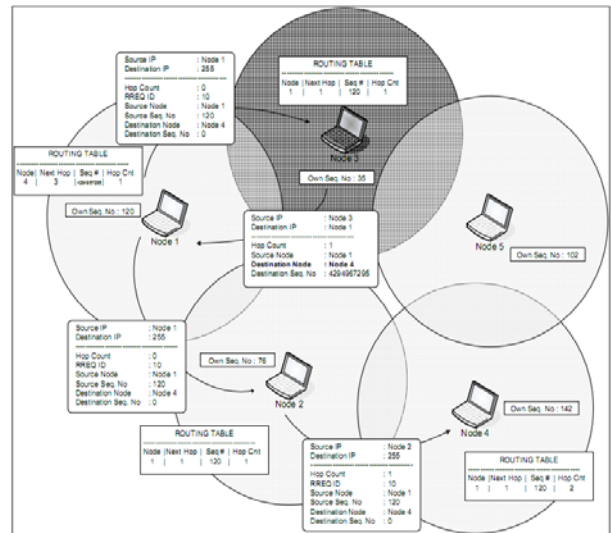 Source IP : Node 1
Destination IP : 255
Hop Count : 0
RREQ ID : 10
Source Node : Node 1
Source Seq. No : 120
Destination Node : Node 4
Destination Seq. No : 0
ROUTING TABLE
Node |Next Hop | Seq # | Hop Cnt
1 | 1 | 120 | 1
Node 3
Own Seq. No : 35
ROUTING TABLE
Node| Next Hop | Seq # | Hop Cnt
4 | 3 | | 1
Own Seq. No : 120
Node 1
Source IP : Node 3
Destination IP : Node 1
Hop Count : 1
Source Node : Node 1
Destination Node : Node 4
Destination Seq. No : 4294967295
Node 5
Own Seq. No : 102
Source IP : Node 1
Destination IP : 255
Hop Count : 0
RREQ ID : 10
Source Node : Node 1
Source Seq. No : 120
Destination Node : Node 4
Destination Seq. No : 0
Own Seq. No : 76
Node 2
ROUTING TABLE
Node |Next Hop | Seq # | Hop Cnt
1 | 1 | 120 | 1
Source IP : Node 2
Destination IP : 255
Hop Count : 1
RREQ ID : 10
Source Node : Node 1
Source Seq. No : 120
Destination Node : Node 4
Destination Seq. No : 0
Node 4
Own Seq. No : 142
ROUTING TABLE
Node |Next Hop | Seq # | Hop Cnt
1 | 1 | 120 | 2